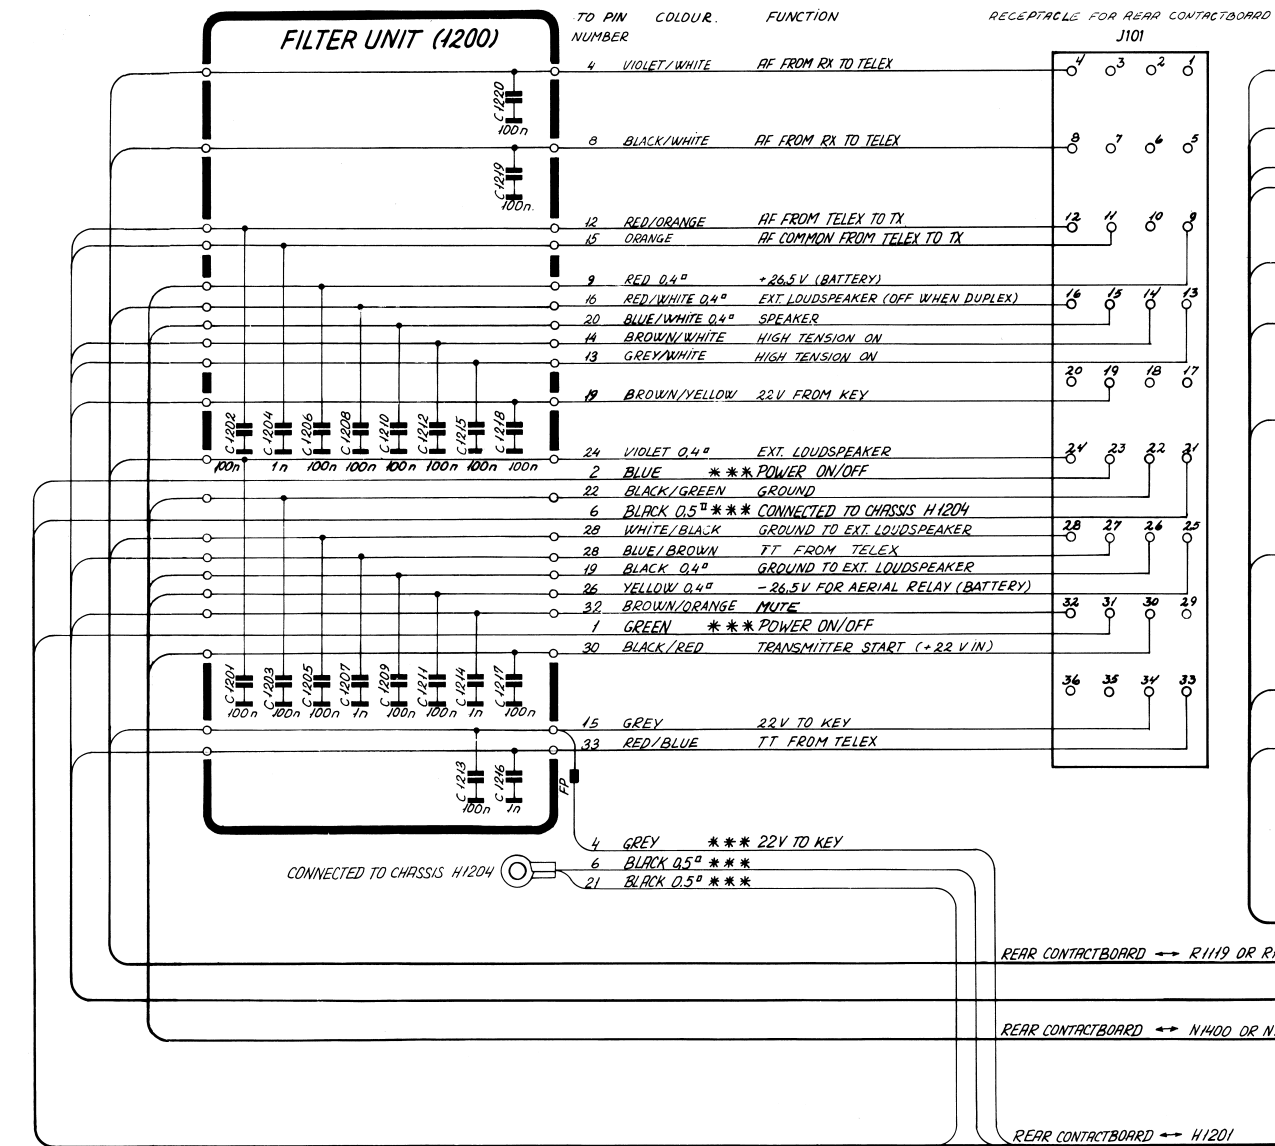 TO PIN COLOUR. FUNCTION RECEPTACLE FOR REAR CONTACTBOARD
FILTER UNIT (1200) NUMBER J101
4 VIOLET/WHITE AF FROM RX TO TELEX 4 3 2 1
C1220
100n
8 BLACK/WHITE AF FROM RX TO TELEX 8 7 6 5
C1219
100n.
12 RED/ORANGE AF FROM TELEX TO TX 12 11 10 9
15 ORANGE AF COMMON FROM TELEX TO TX
9 RED 0,4▫ +26,5 V (BATTERY)
16 RED/WHITE 0,4▫ EXT. LOUDSPEAKER (OFF WHEN DUPLEX) 16 15 14 13
20 BLUE/WHITE 0,4▫ SPEAKER
14 BROWN/WHITE HIGH TENSION ON
13 GREY/WHITE HIGH TENSION ON
20 19 18 17
19 BROWN/YELLOW 22V FROM KEY
C1202 C1204 C1206 C1208 C1210 C1212 C1215 C1218
100n 1n 100n 100n 100n 100n 100n 100n
24 VIOLET 0,4▫ EXT. LOUDSPEAKER 24 23 22 21
2 BLUE *** POWER ON/OFF
22 BLACK/GREEN GROUND
6 BLACK 0.5▫ *** CONNECTED TO CHASSIS H1204
28 WHITE/BLACK GROUND TO EXT. LOUDSPEAKER 28 27 26 25
28 BLUE/BROWN TT FROM TELEX
19 BLACK 0,4▫ GROUND TO EXT. LOUDSPEAKER
26 YELLOW 0,4▫ -26,5V FOR AERIAL RELAY (BATTERY)
32 BROWN/ORANGE MUTE 32 31 30 29
1 GREEN *** POWER ON/OFF
30 BLACK/RED TRANSMITTER START (+22 V IN)
C1201 C1203 C1205 C1207 C1209 C1211 C1214 C1217
100n 100n 100n 1n 100n 100n 1n 100n
36 35 34 33
15 GREY 22V TO KEY
33 RED/BLUE TT FROM TELEX
C1213 C1216 FP
100n 1n
4 GREY *** 22V TO KEY
6 BLACK 0,5▫ ***
CONNECTED TO CHASSIS H1204
21 BLACK 0.5▫ ***
REAR CONTACTBOARD ↔ R1119 OR R
REAR CONTACTBOARD ↔ N1400 OR N
REAR CONTACTBOARD ↔ H1201